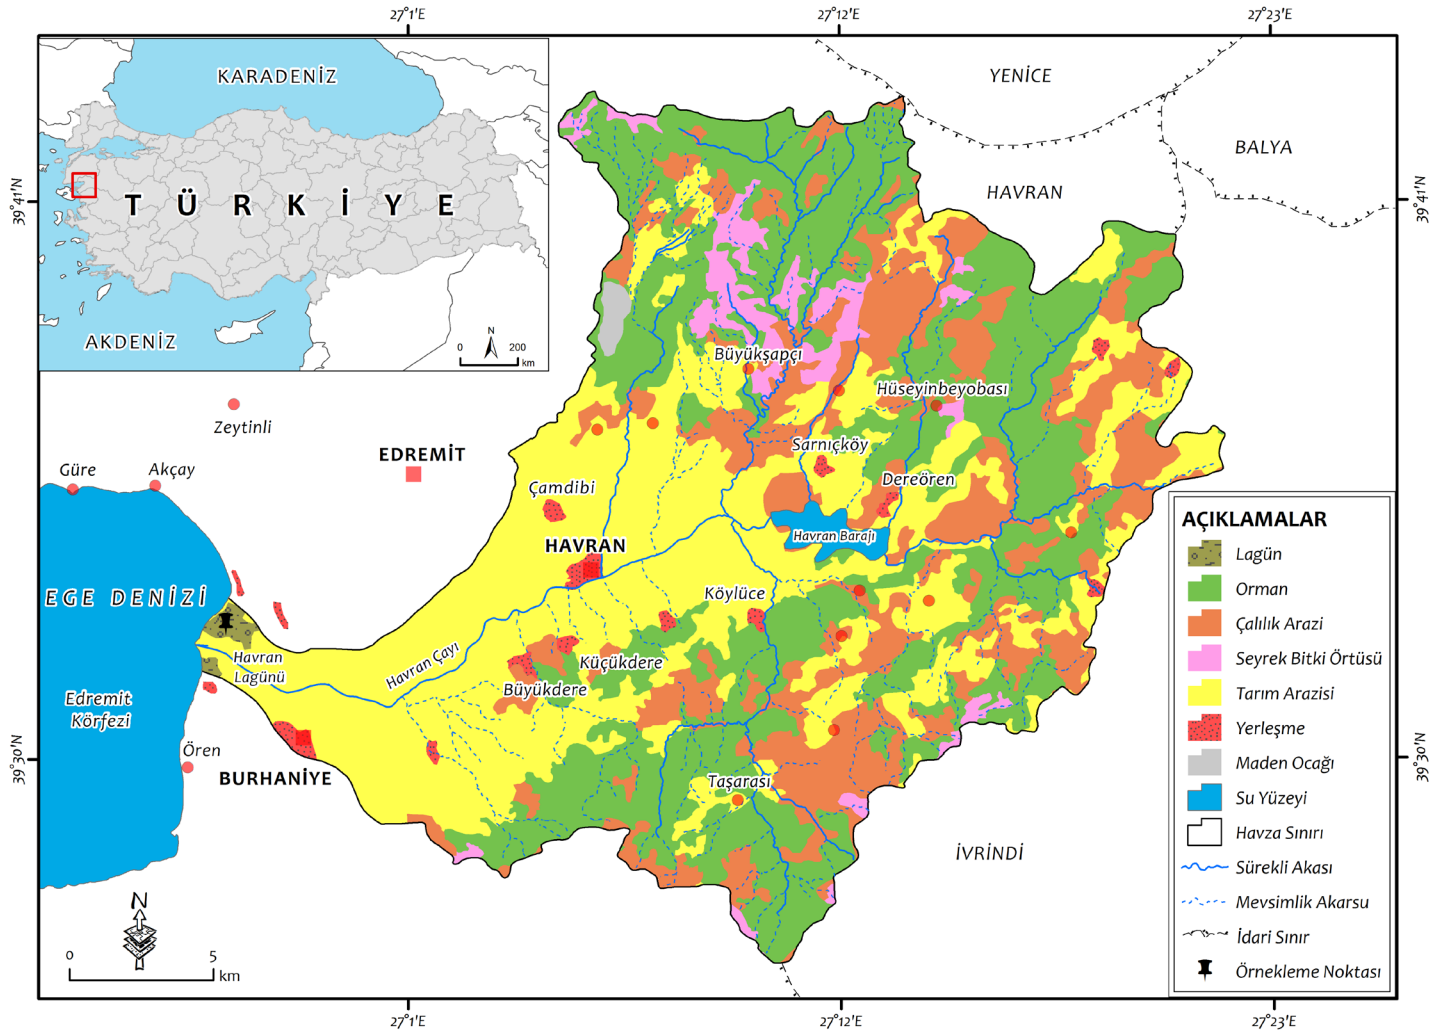 27°1'E
27°12'E
27°23'E
KARADENİZ
YENİCE
BALYA
HAVRAN
39°41'N
39°41'N
TÜRKİYE
AKDENİZ
N
0
200
km
Büyükşapçı
Hüseyinbeyobası
Zeytinli
EDREMİT
Sarnıçköy
Güre
Akçay
Dereören
Çamdibi
Havran Barajı
HAVRAN
EGE DENİZİ
Köylüce
Havran
Lagünü
Havran Çayı
Küçükdere
Büyükdere
Edremit
Körfezi
Ören
BURHANİYE
Taşarası
39°30'N
39°30'N
İVRİNDİ
N
0
5
km
AÇIKLAMALAR
Lagün
Orman
Çalılık Arazi
Seyrek Bitki Örtüsü
Tarım Arazisi
Yerleşme
Maden Ocağı
Su Yüzeyi
Havza Sınırı
Sürekli Akası
Mevsimlik Akarsu
İdari Sınır
Örnekleme Noktası
27°1'E
27°12'E
27°23'E